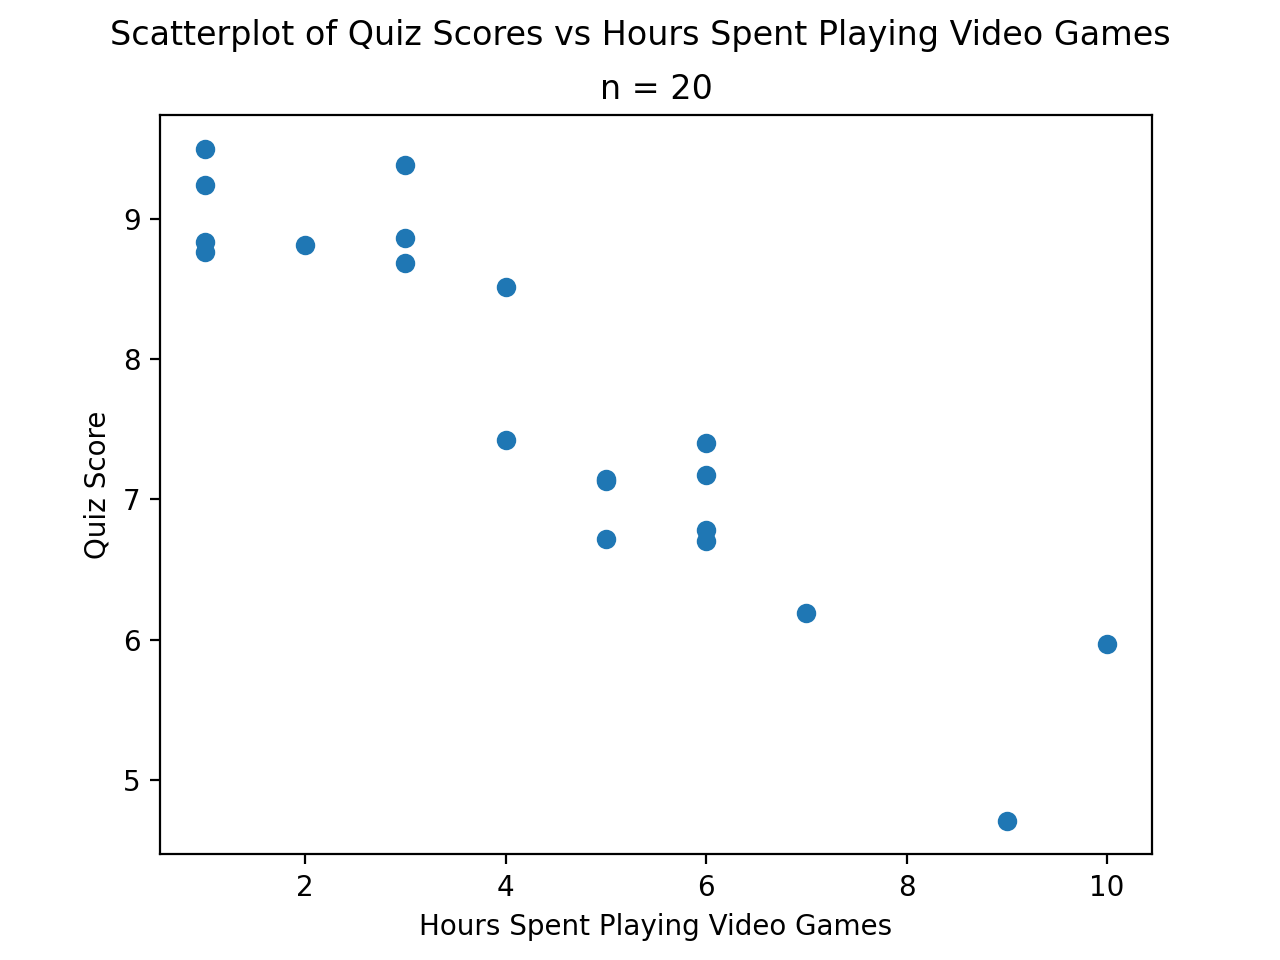 Scatterplot of Quiz Scores vs Hours Spent Playing Video Games
n = 20
9
8
7
6
5
Quiz Score
2 4 6 8 10
Hours Spent Playing Video Games